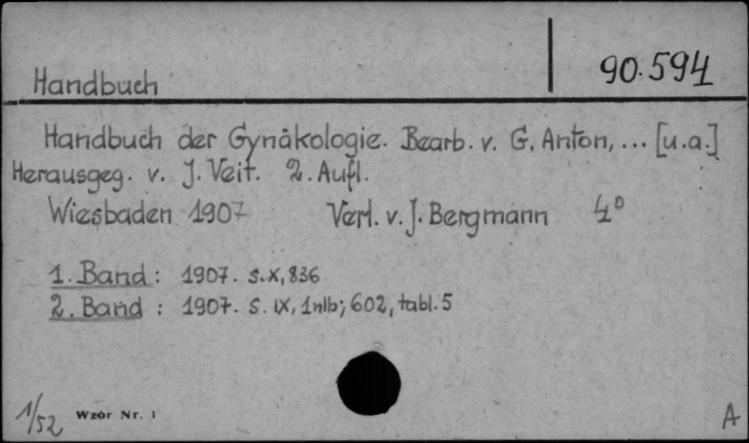 Handbuch 90.594
Handbuch der Gynäkologie. Bearb. v. G. Anton, ... [u.a.]
Herausgeg. v. J. Veit. 2. Aufl.
Wiesbaden 1907 Verl. v. J. Bergmann 4°
1. Band: 1907. s. X, 836
2. Band: 1907. s. IX, 1nlb; 602, tabl. 5
1/52 Wzór Nr. 1 A